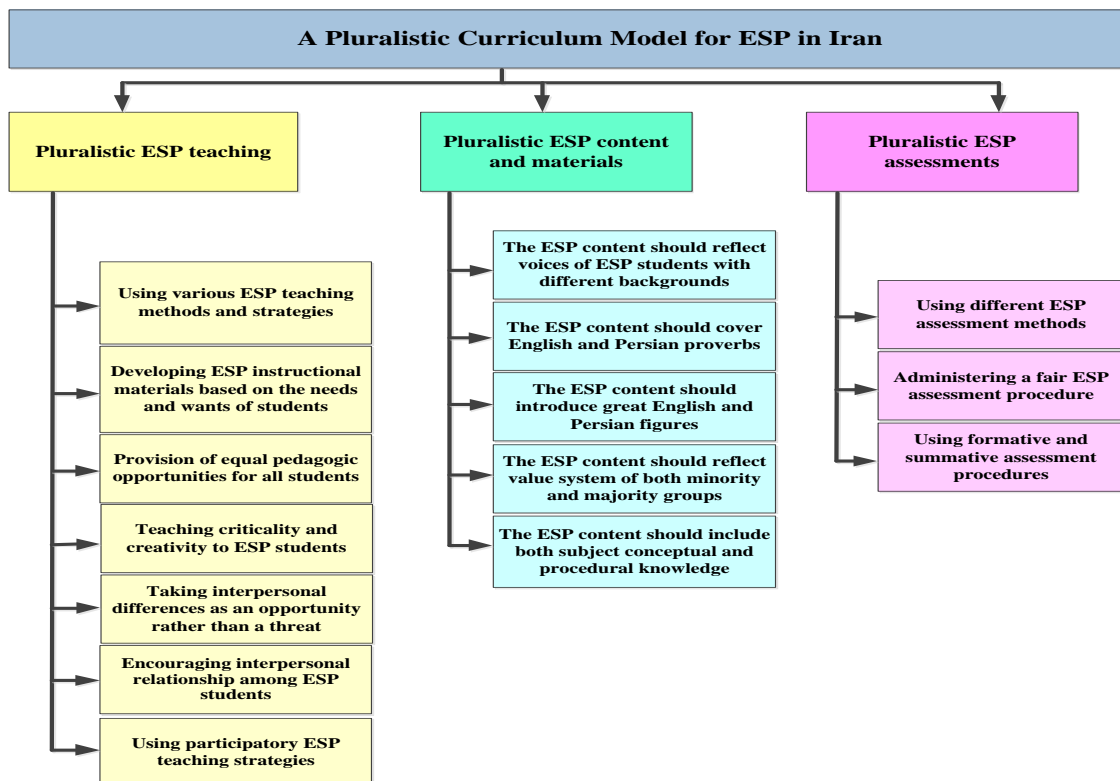 A Pluralistic Curriculum Model for ESP in Iran
Pluralistic ESP teaching
Using various ESP teaching
methods and strategies
Developing ESP instructional
materials based on the needs
and wants of students
Provision of equal pedagogic
opportunities for all students
Teaching criticality and
creativity to ESP students
Taking interpersonal
differences as an opportunity
rather than a threat
Encouraging interpersonal
relationship among ESP
students
Using participatory ESP
teaching strategies
Pluralistic ESP content
and materials
The ESP content should reflect
voices of ESP students with
different backgrounds
The ESP content should cover
English and Persian proverbs
The ESP content should
introduce great English and
Persian figures
The ESP content should reflect
value system of both minority
and majority groups
The ESP content should include
both subject conceptual and
procedural knowledge
Pluralistic ESP
assessments
Using different ESP
assessment methods
Administering a fair ESP
assessment procedure
Using formative and
summative assessment
procedures